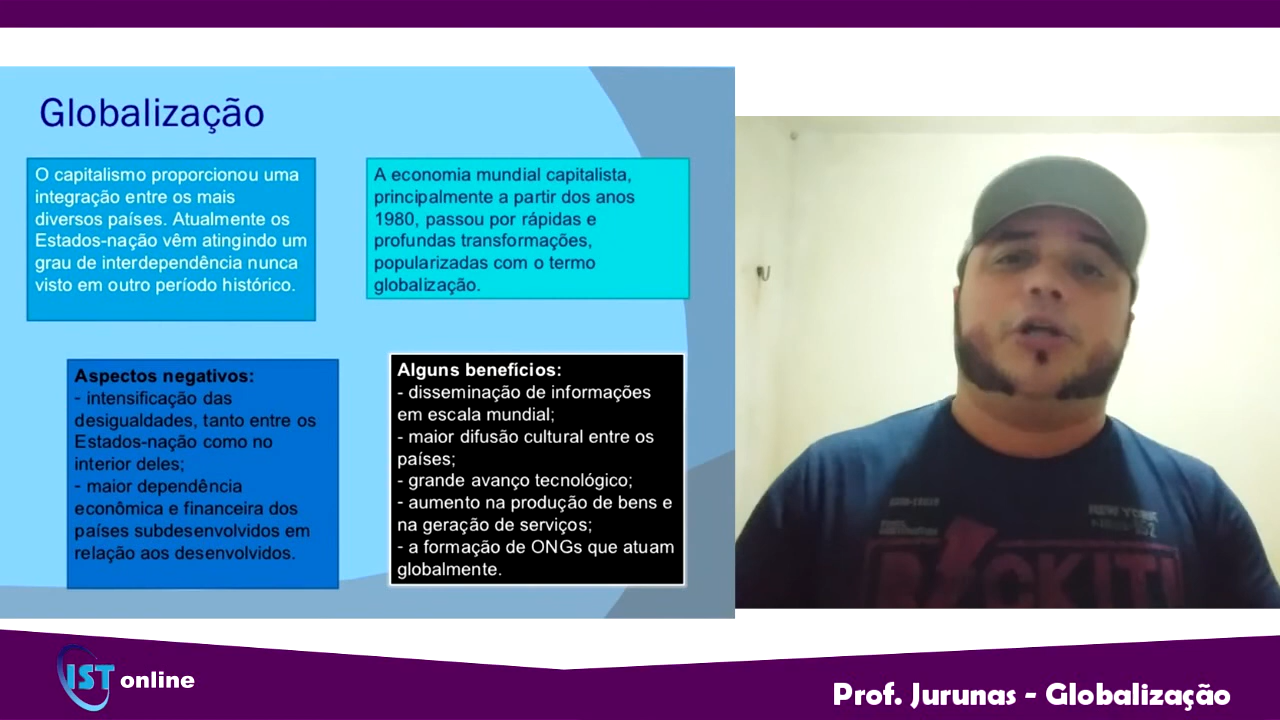 Globalização
O capitalismo proporcionou uma
integração entre os mais
diversos países. Atualmente os
Estados-nação vêm atingindo um
grau de interdependência nunca
visto em outro período histórico.
A economia mundial capitalista,
principalmente a partir dos anos
1980, passou por rápidas e
profundas transformações,
popularizadas com o termo
globalização.
Aspectos negativos:
- intensificação das
desigualdades, tanto entre os
Estados-nação como no
interior deles;
- maior dependência
econômica e financeira dos
países subdesenvolvidos em
relação aos desenvolvidos.
Alguns benefícios:
- disseminação de informações
em escala mundial;
- maior difusão cultural entre os
países;
- grande avanço tecnológico;
- aumento na produção de bens e
na geração de serviços;
- a formação de ONGs que atuam
globalmente.
NEW YORK
IST online
Prof. Jurunas - Globalização